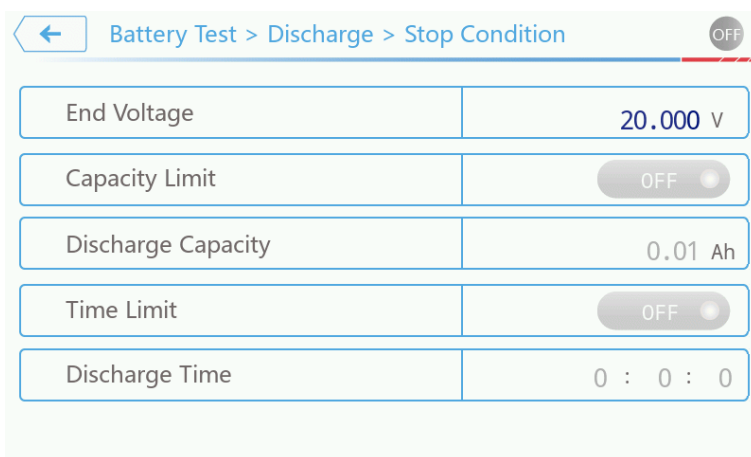 Battery Test > Discharge > Stop Condition OFF
End Voltage 20.000 V
Capacity Limit OFF
Discharge Capacity 0.01 Ah
Time Limit OFF
Discharge Time 0 : 0 : 0